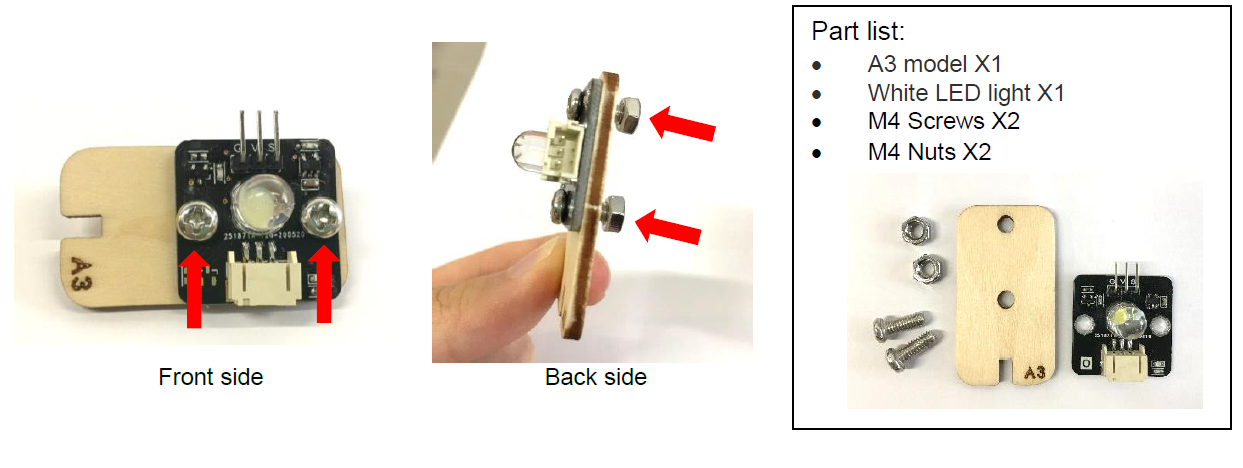 Part list:
• A3 model X1
• White LED light X1
• M4 Screws X2
• M4 Nuts X2
G V S
A3
A3
Front side
Back side